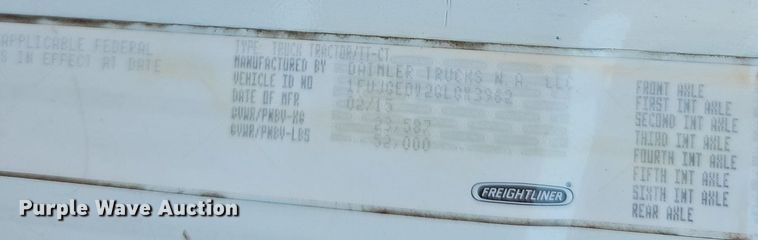 APPLICABLE FEDERAL
S IN EFFECT AT DATE
TYPE: TRUCK TRACTOR/TT-CT
MANUFACTURED BY DAIMLER TRUCKS N.A. LLC
VEHICLE ID NO
DATE OF MFR 02/15
GVWR/PNBV-KG 23,587
GVWR/PNBV-LBS 52,000
FRONT AXLE
FIRST INT AXLE
SECOND INT AXLE
THIRD INT AXLE
FOURTH INT AXLE
FIFTH INT AXLE
SIXTH INT AXLE
REAR AXLE
FREIGHTLINER
Purple Wave Auction